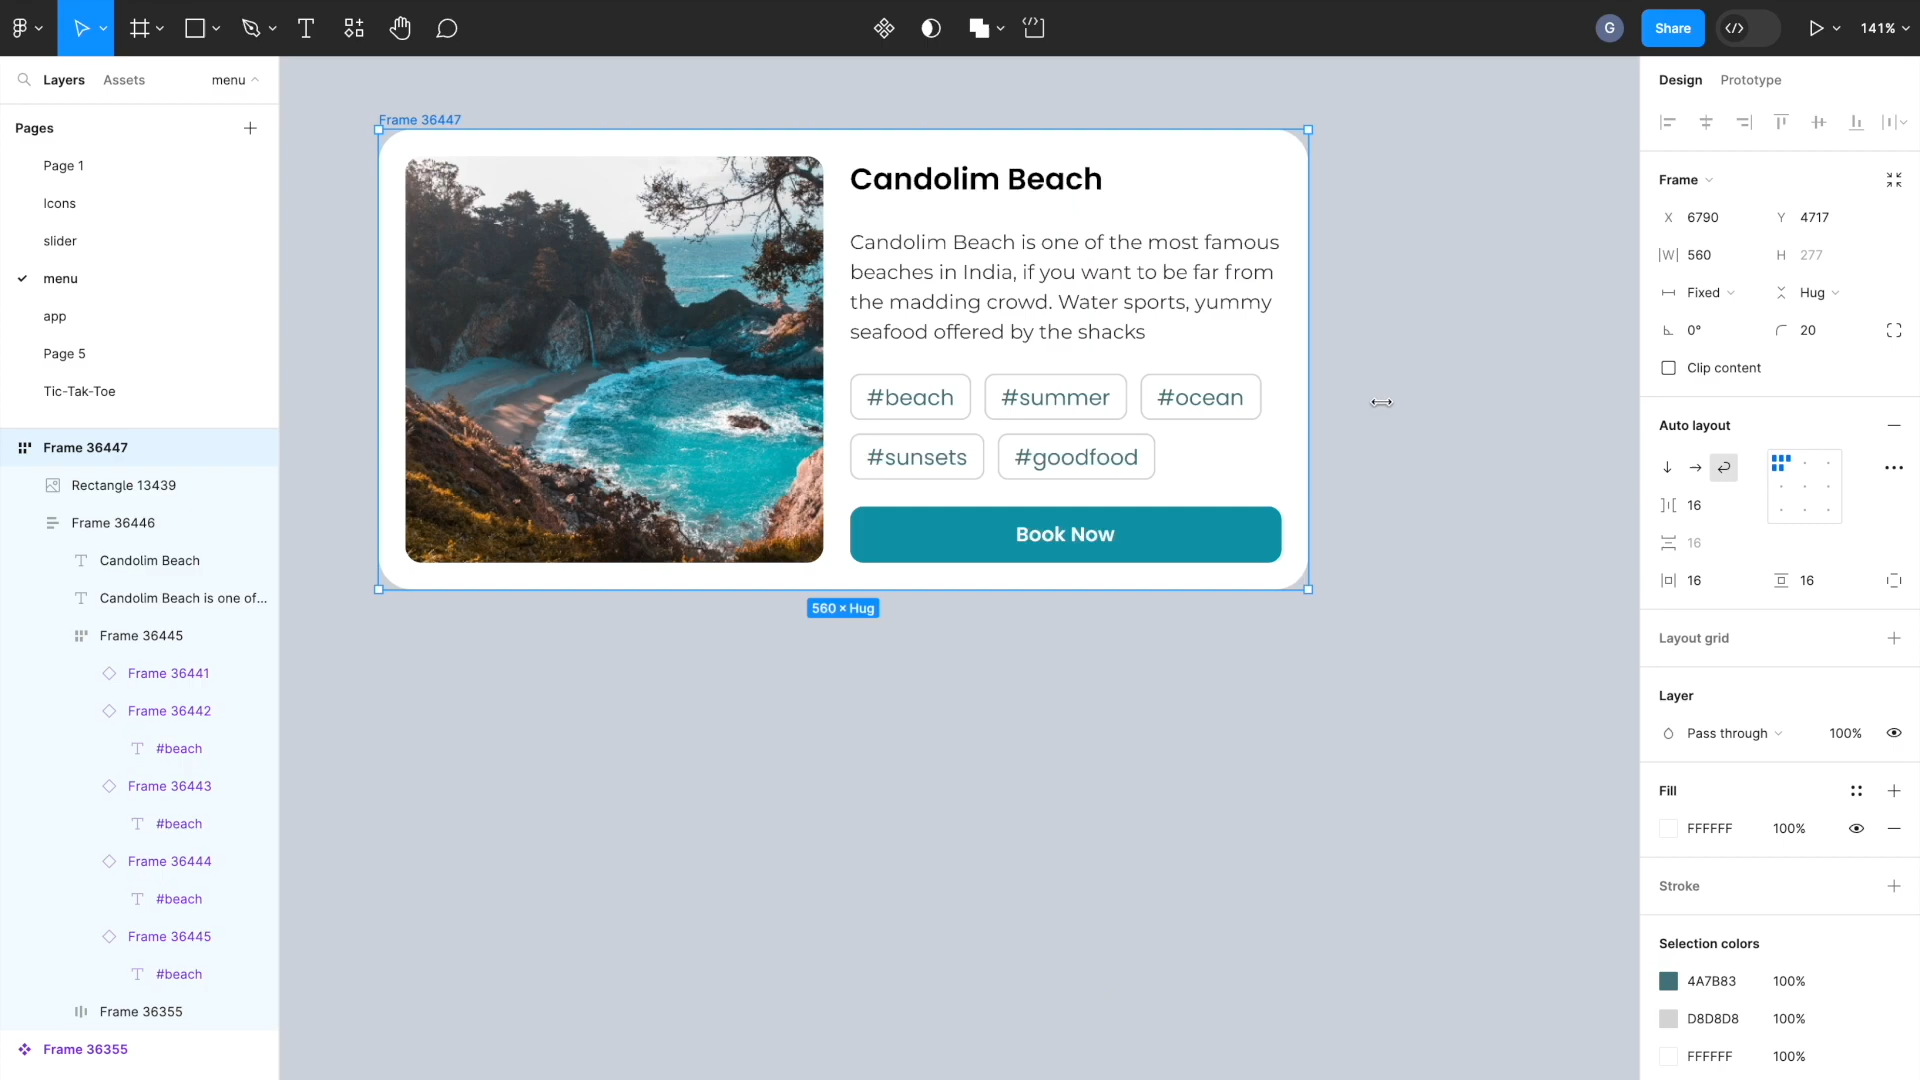 G
Share
141%
Layers
Assets
menu
Pages
Page 1
Icons
slider
menu
app
Page 5
Tic-Tak-Toe
Frame 36447
Rectangle 13439
Frame 36446
Candolim Beach
Candolim Beach is one of...
Frame 36445
Frame 36441
Frame 36442
#beach
Frame 36443
#beach
Frame 36444
#beach
Frame 36445
#beach
Frame 36355
Frame 36355
Frame 36447
Candolim Beach
Candolim Beach is one of the most famous
beaches in India, if you want to be far from
the madding crowd. Water sports, yummy
seafood offered by the shacks
#beach
#summer
#ocean
#sunsets
#goodfood
Book Now
560 × Hug
Design
Prototype
Frame
X 6790
Y 4717
W 560
H 277
Fixed
Hug
0°
20
Clip content
Auto layout
16
16
16
16
Layout grid
Layer
Pass through
100%
Fill
FFFFFF
100%
Stroke
Selection colors
4A7B83
100%
D8D8D8
100%
FFFFFF
100%